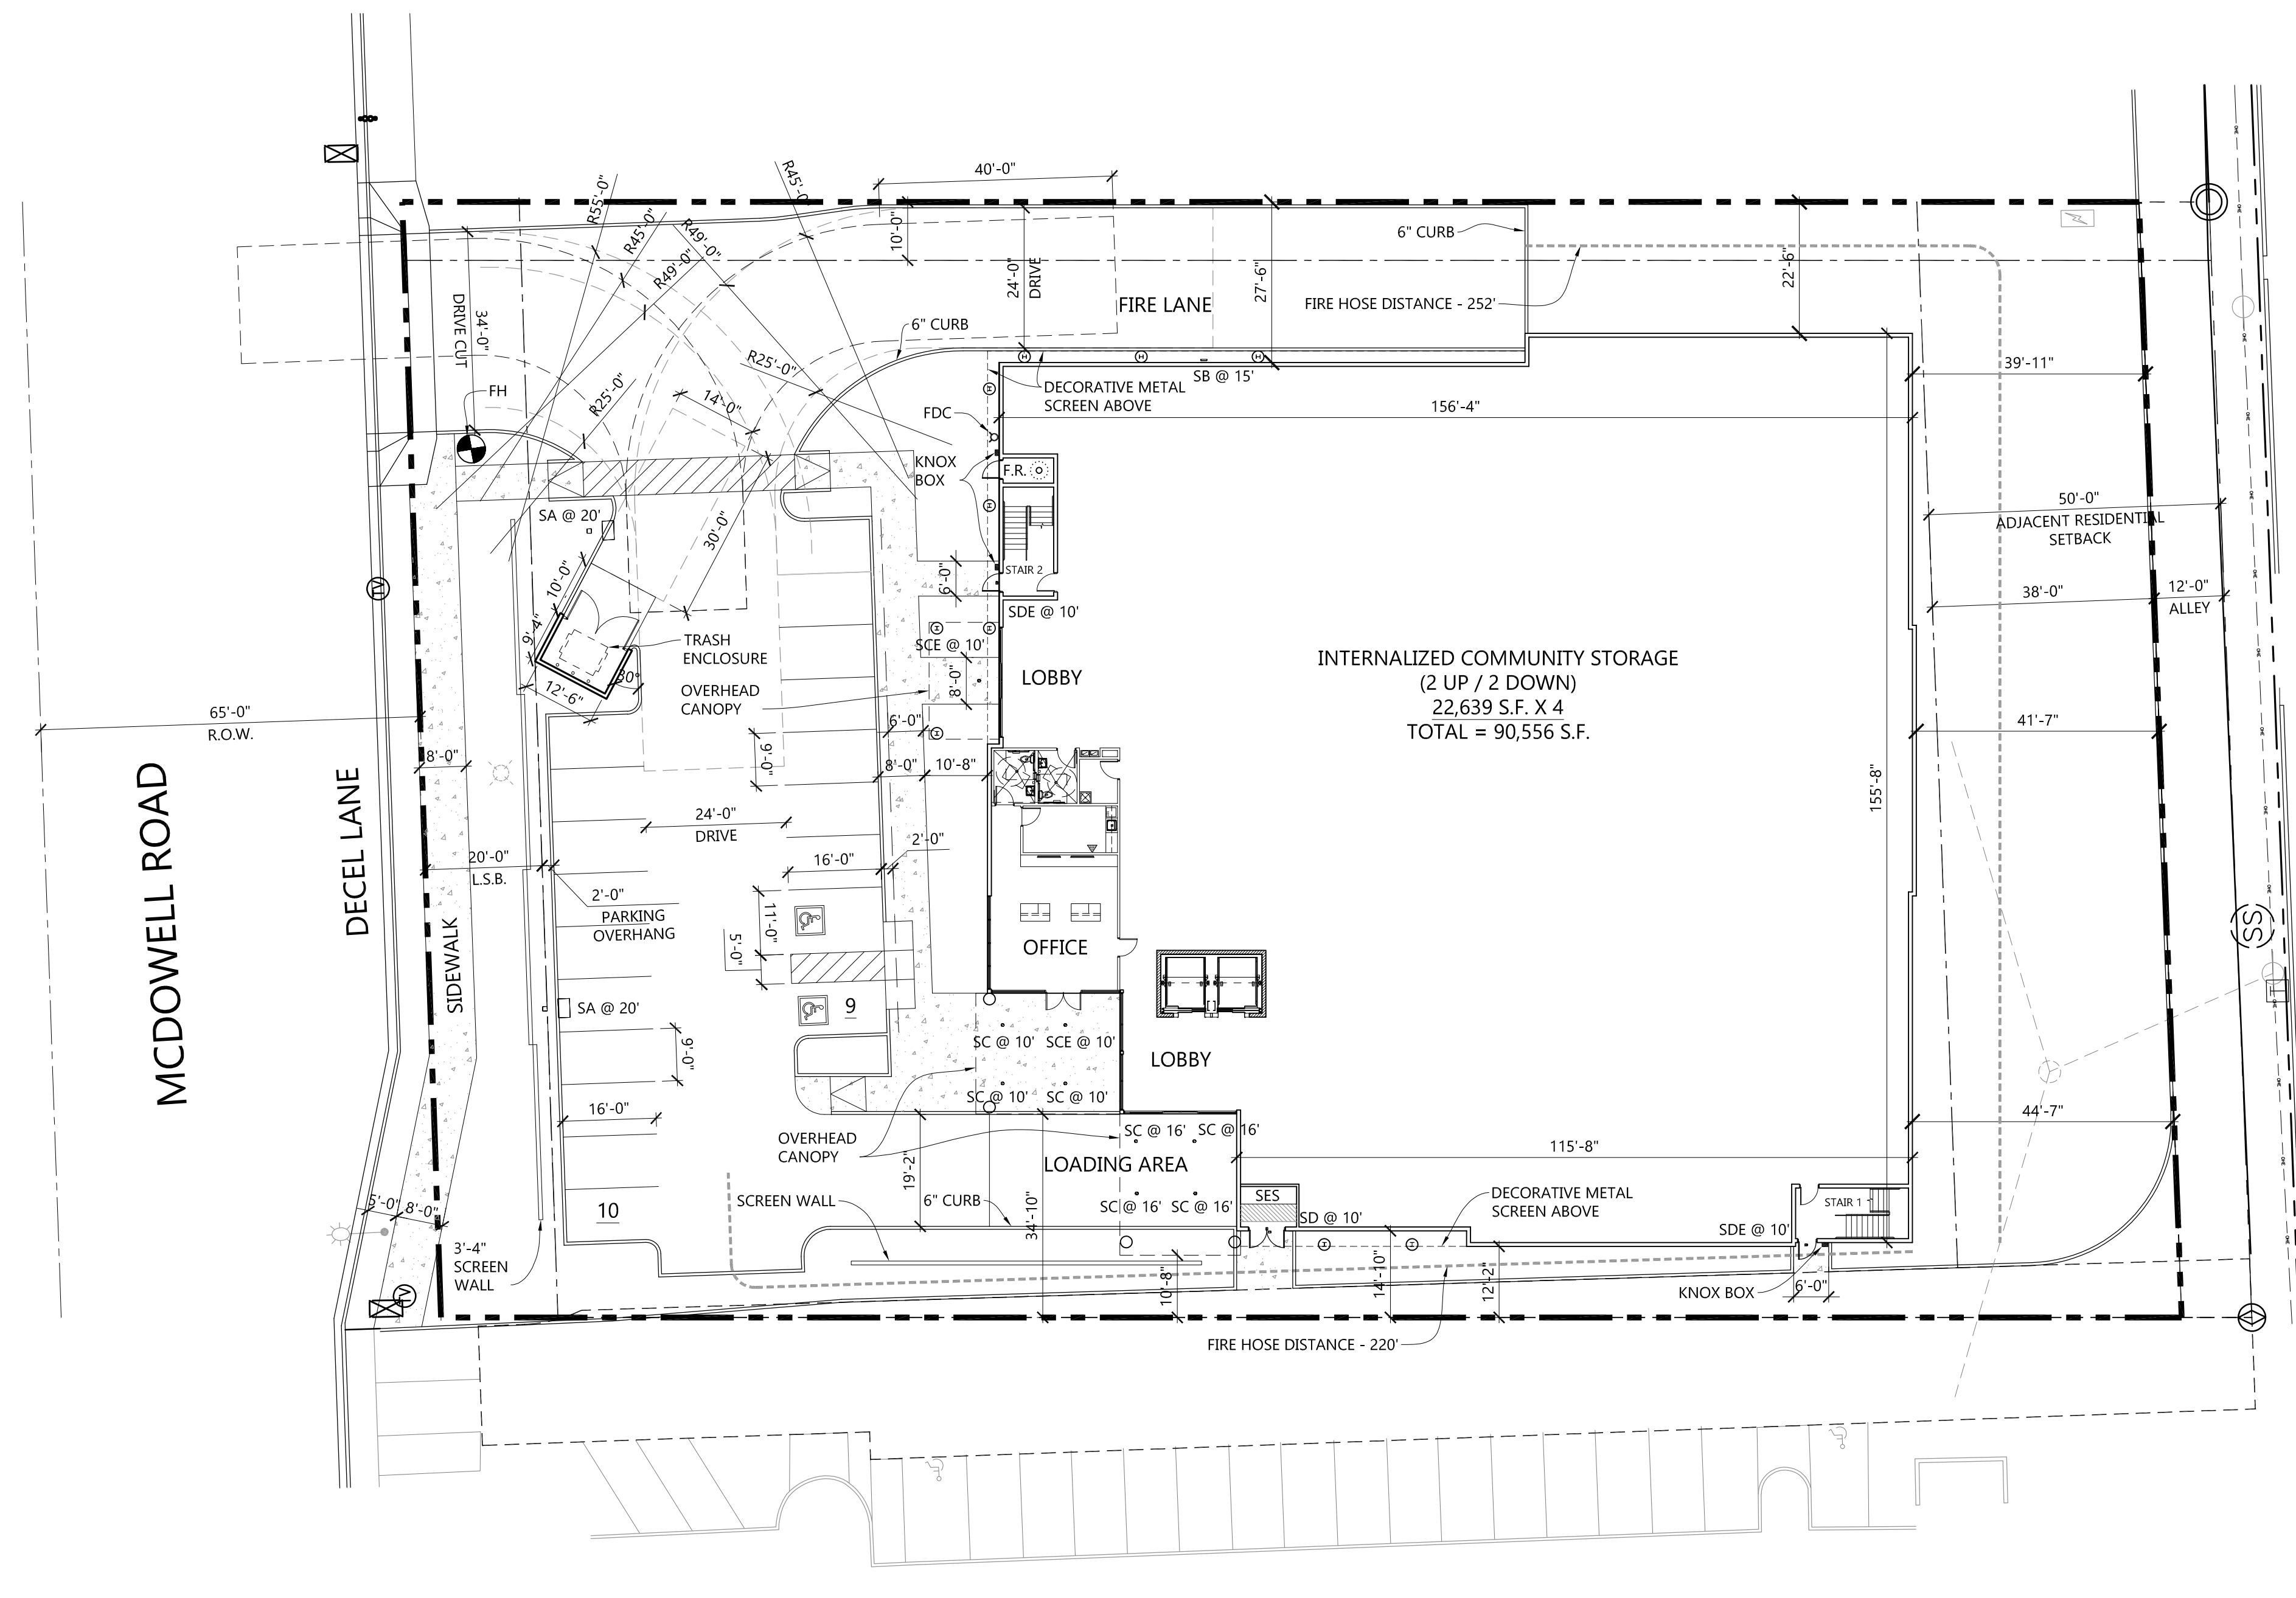 40'-0"
R55'-0"
R45'-0"
R49'-0"
R49'-0"
R45'-0"
10'-0"
24'-0"
DRIVE
27'-6"
22'-6"
6" CURB
FIRE LANE
FIRE HOSE DISTANCE - 252'
34'-0"
DRIVE CUT
6" CURB
FH
R25'-0"
R25'-0"
14'-0"
DECORATIVE METAL
SCREEN ABOVE
SB @ 15'
156'-4"
39'-11"
FDC
KNOX
BOX
F.R.
STAIR 2
SA @ 20'
30'-0"
10'-0"
9'-4"
12'-6"
30°
TRASH
ENCLOSURE
6'-0"
SDE @ 10'
SCE @ 10'
8'-0"
OVERHEAD
CANOPY
LOBBY
50'-0"
ADJACENT RESIDENTIAL
SETBACK
38'-0"
12'-0"
ALLEY
TV
INTERNALIZED COMMUNITY STORAGE
(2 UP / 2 DOWN)
22,639 S.F. X 4
TOTAL = 90,556 S.F.
65'-0"
R.O.W.
41'-7"
8'-0"
6'-0"
9'-0"
8'-0"
10'-8"
155'-8"
MCDOWELL ROAD
DECEL LANE
SIDEWALK
24'-0"
DRIVE
2'-0"
16'-0"
20'-0"
L.S.B.
2'-0"
PARKING
OVERHANG
11'-0"
5'-0"
OFFICE
SS
SA @ 20'
9
9'-0"
SC @ 10'
SCE @ 10'
LOBBY
SC @ 10'
SC @ 10'
16'-0"
44'-7"
OVERHEAD
CANOPY
SC @ 16'
SC @ 16'
115'-8"
LOADING AREA
19'-2"
34'-10"
SCREEN WALL
6" CURB
SC @ 16'
SC @ 16'
SES
SD @ 10'
DECORATIVE METAL
SCREEN ABOVE
STAIR 1
SDE @ 10'
10
5'-0"
8'-0"
3'-4"
SCREEN
WALL
TV
10'-8"
14'-10"
12'-2"
KNOX BOX
6'-0"
FIRE HOSE DISTANCE - 220'